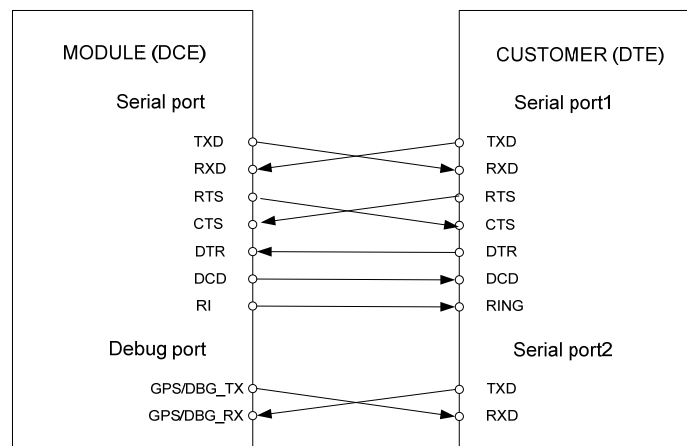 MODULE (DCE)
Serial port
TXD
RXD
RTS
CTS
DTR
DCD
RI
Debug port
GPS/DBG_TX
GPS/DBG_RX
CUSTOMER (DTE)
Serial port1
TXD
RXD
RTS
CTS
DTR
DCD
RING
Serial port2
TXD
RXD